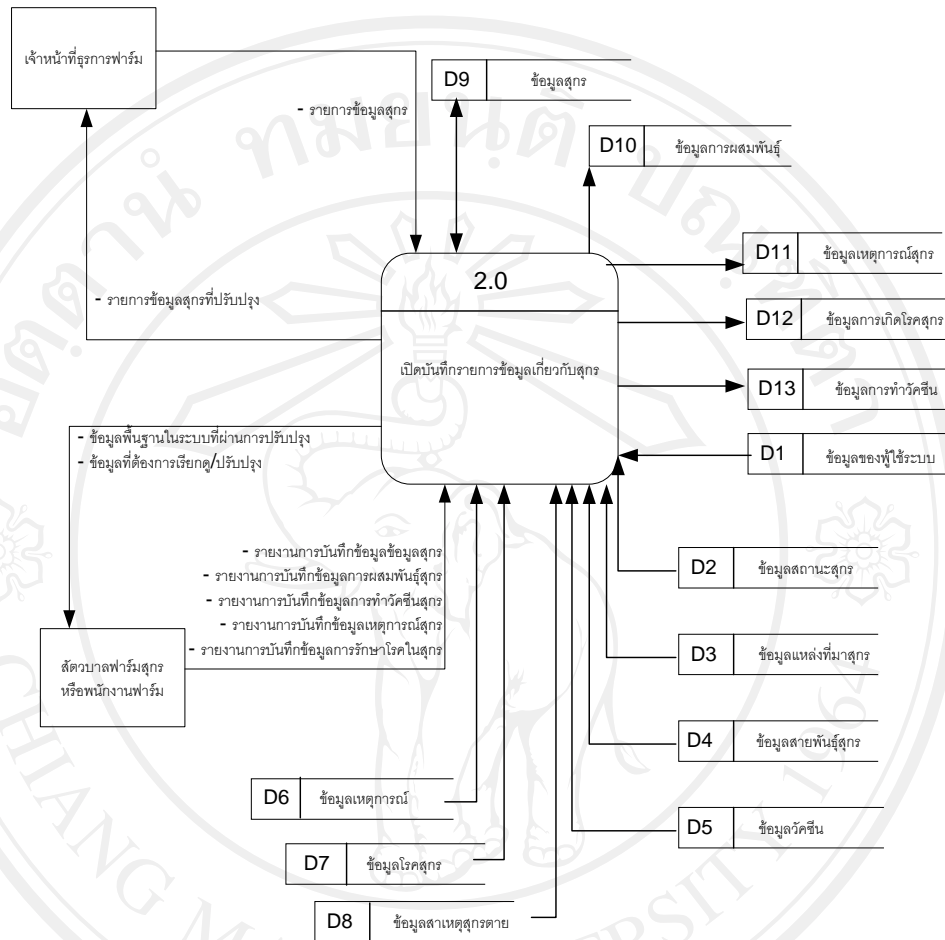 เจ้าหน้าที่ธุรการฟาร์ม
D9 ข้อมูลสุกร
- รายการข้อมูลสุกร
D10 ข้อมูลการผสมพันธุ์
D11 ข้อมูลเหตุการณ์สุกร
2.0
- รายการข้อมูลสุกรที่ปรับปรุง
D12 ข้อมูลการเกิดโรคสุกร
เปิดบันทึกรายการข้อมูลเกี่ยวกับสุกร
D13 ข้อมูลการทำวัคซีน
- ข้อมูลพื้นฐานในระบบที่ผ่านการปรับปรุง
- ข้อมูลที่ต้องการเรียกดู/ปรับปรุง
D1 ข้อมูลของผู้ใช้ระบบ
- รายงานการบันทึกข้อมูลข้อมูลสุกร
- รายงานการบันทึกข้อมูลการผสมพันธุ์สุกร
- รายงานการบันทึกข้อมูลการทำวัคซีนสุกร
- รายงานการบันทึกข้อมูลเหตุการณ์สุกร
- รายงานการบันทึกข้อมูลการรักษาโรคในสุกร
D2 ข้อมูลสถานะสุกร
สัตวบาลฟาร์มสุกร
หรือพนักงานฟาร์ม
D3 ข้อมูลแหล่งที่มาสุกร
D4 ข้อมูลสายพันธุ์สุกร
D6 ข้อมูลเหตุการณ์
D5 ข้อมูลวัคซีน
D7 ข้อมูลโรคสุกร
D8 ข้อมูลสาเหตุสุกรตาย